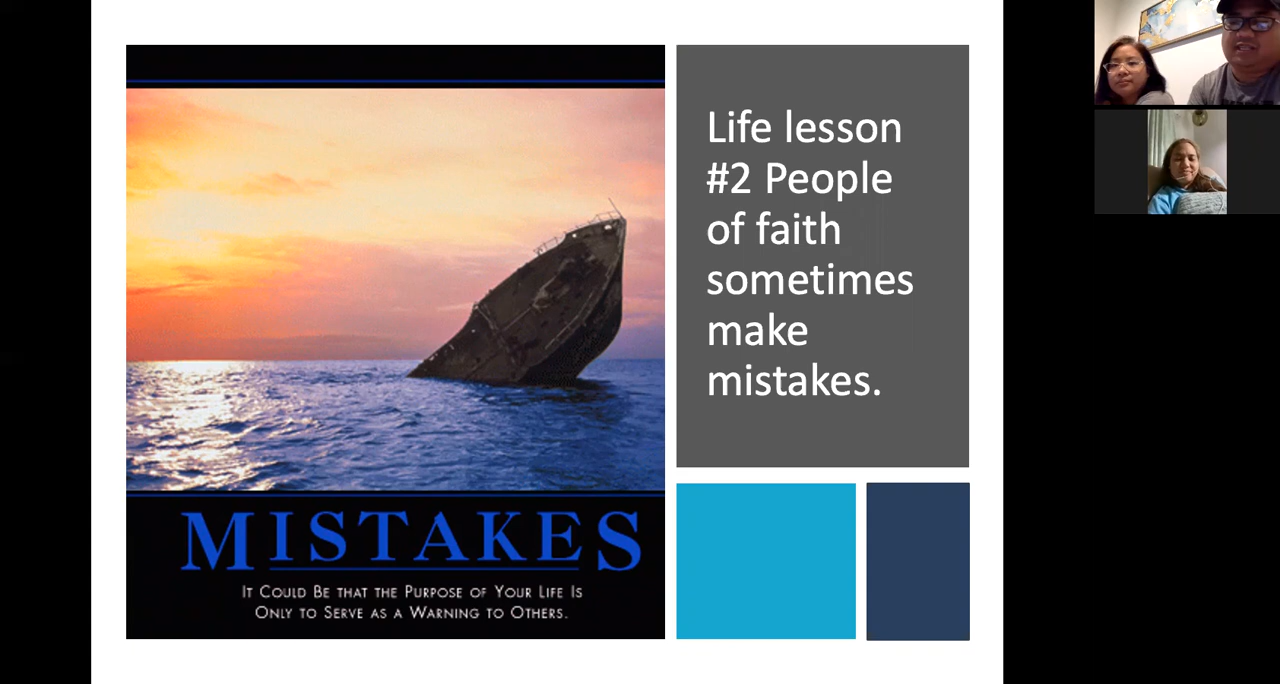 MISTAKES
IT COULD BE THAT THE PURPOSE OF YOUR LIFE IS
ONLY TO SERVE AS A WARNING TO OTHERS.
Life lesson
#2 People
of faith
sometimes
make
mistakes.